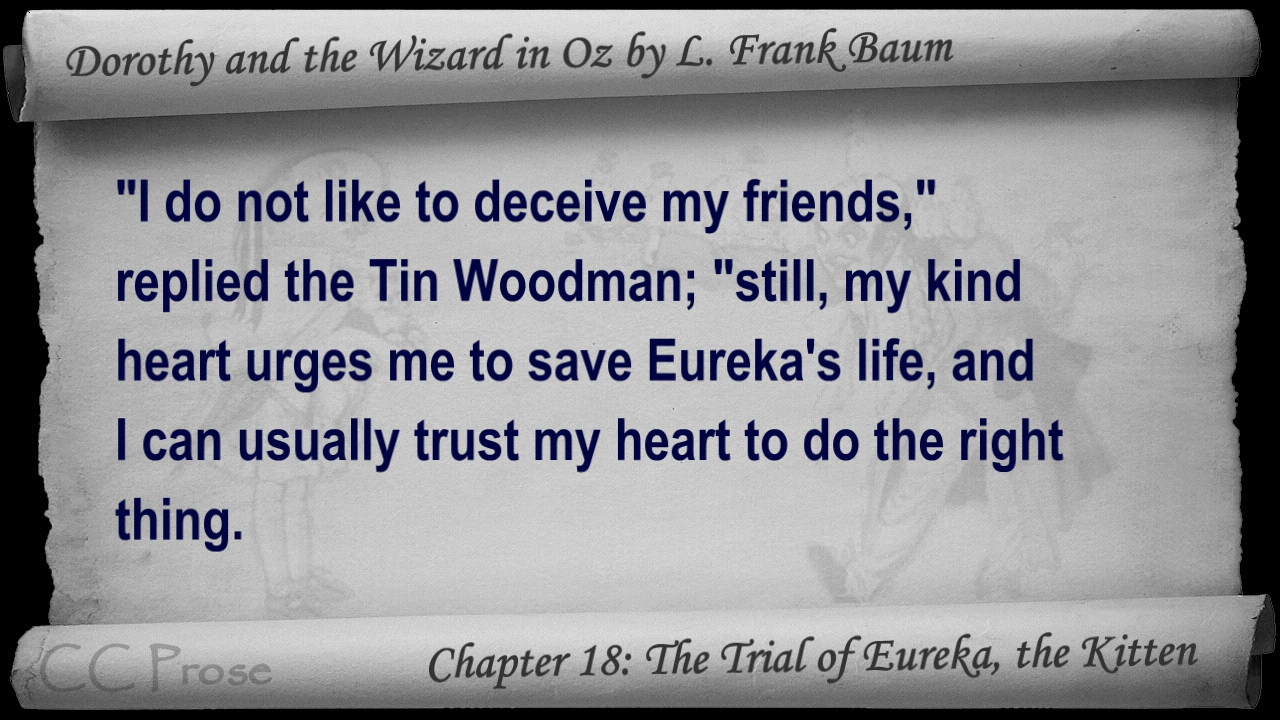 Dorothy and the Wizard in Oz by L. Frank Baum
"I do not like to deceive my friends,"
replied the Tin Woodman; "still, my kind
heart urges me to save Eureka's life, and
I can usually trust my heart to do the right
thing.
CC Prose
Chapter 18: The Trial of Eureka, the Kitten